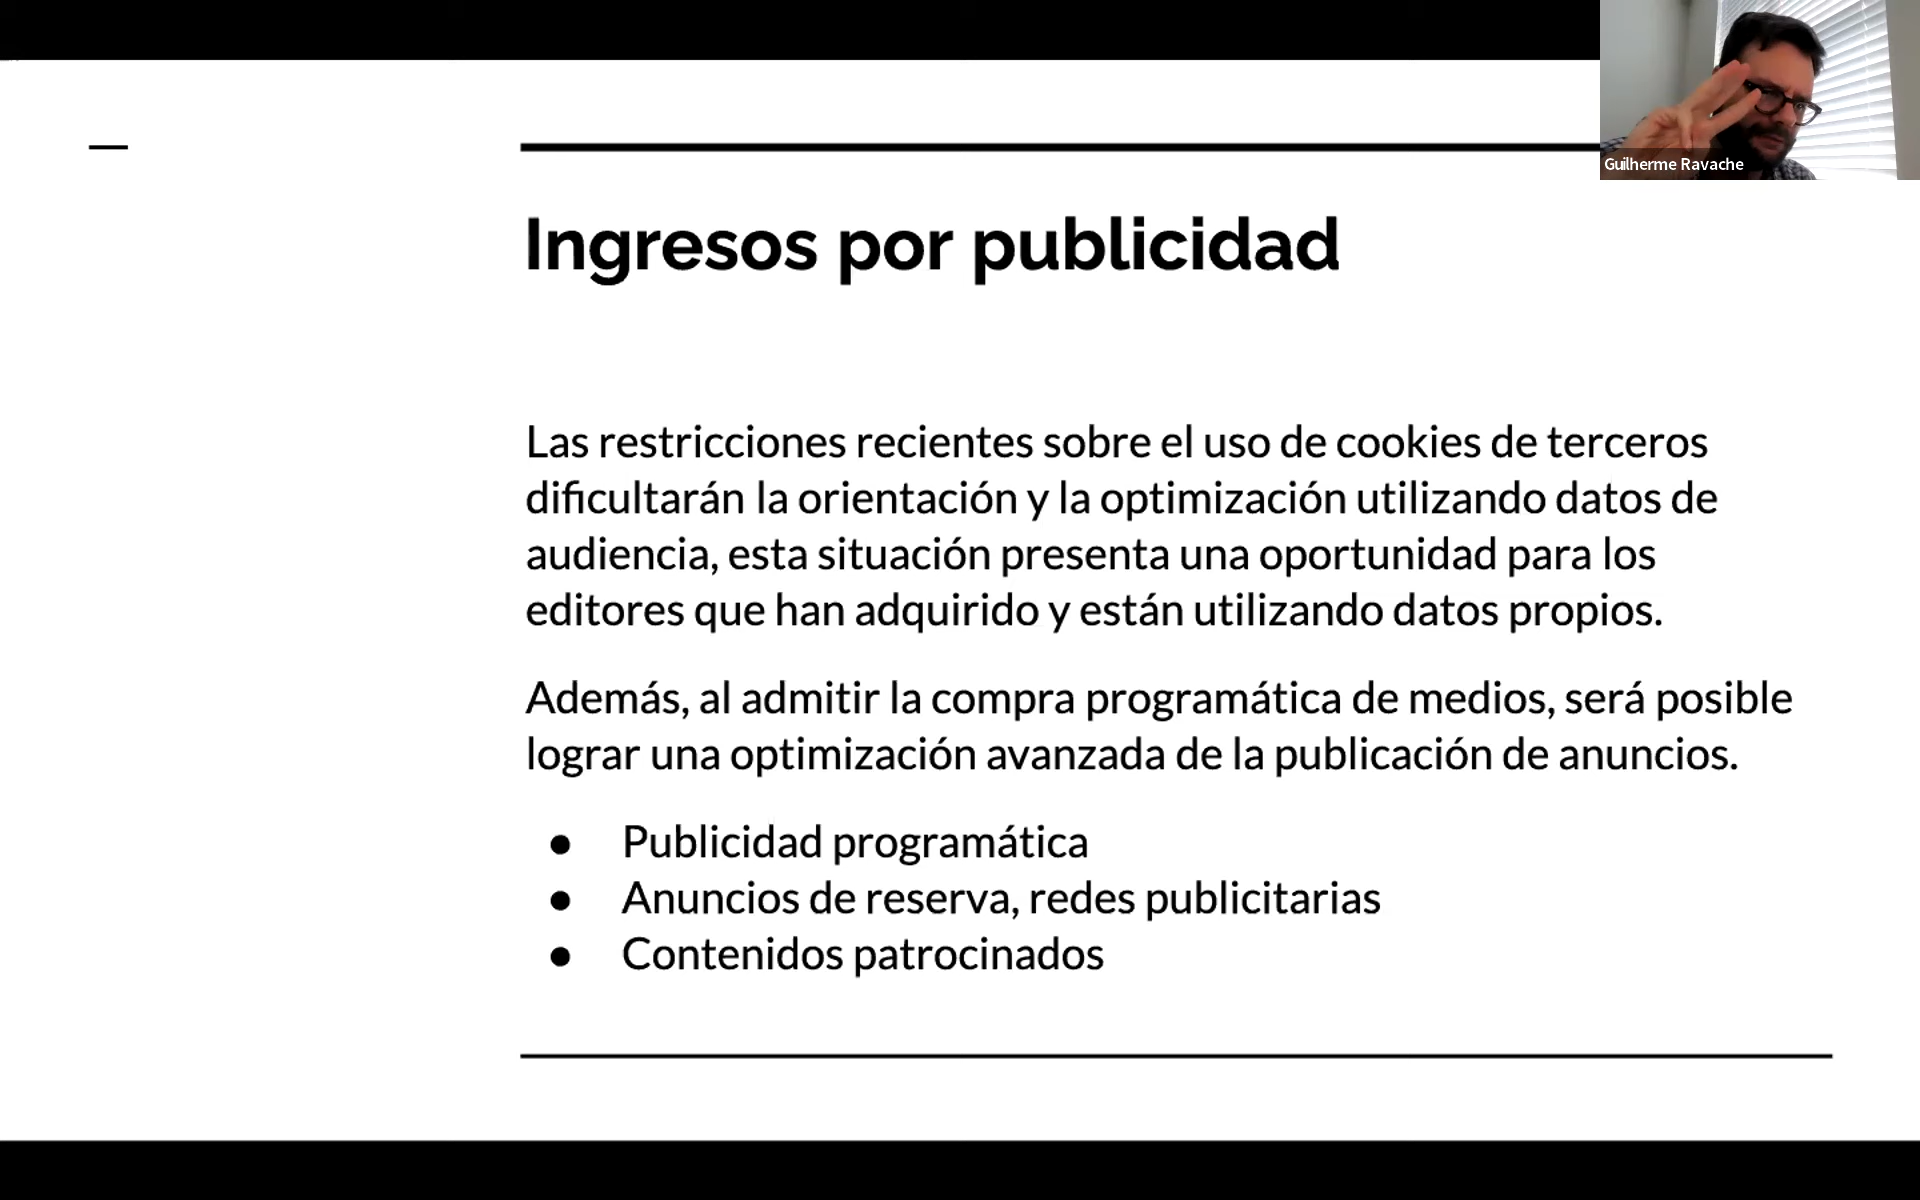 Guilherme Ravache
Ingresos por publicidad
Las restricciones recientes sobre el uso de cookies de terceros
dificultarán la orientación y la optimización utilizando datos de
audiencia, esta situación presenta una oportunidad para los
editores que han adquirido y están utilizando datos propios.
Además, al admitir la compra programática de medios, será posible
lograr una optimización avanzada de la publicación de anuncios.
● Publicidad programática
● Anuncios de reserva, redes publicitarias
● Contenidos patrocinados